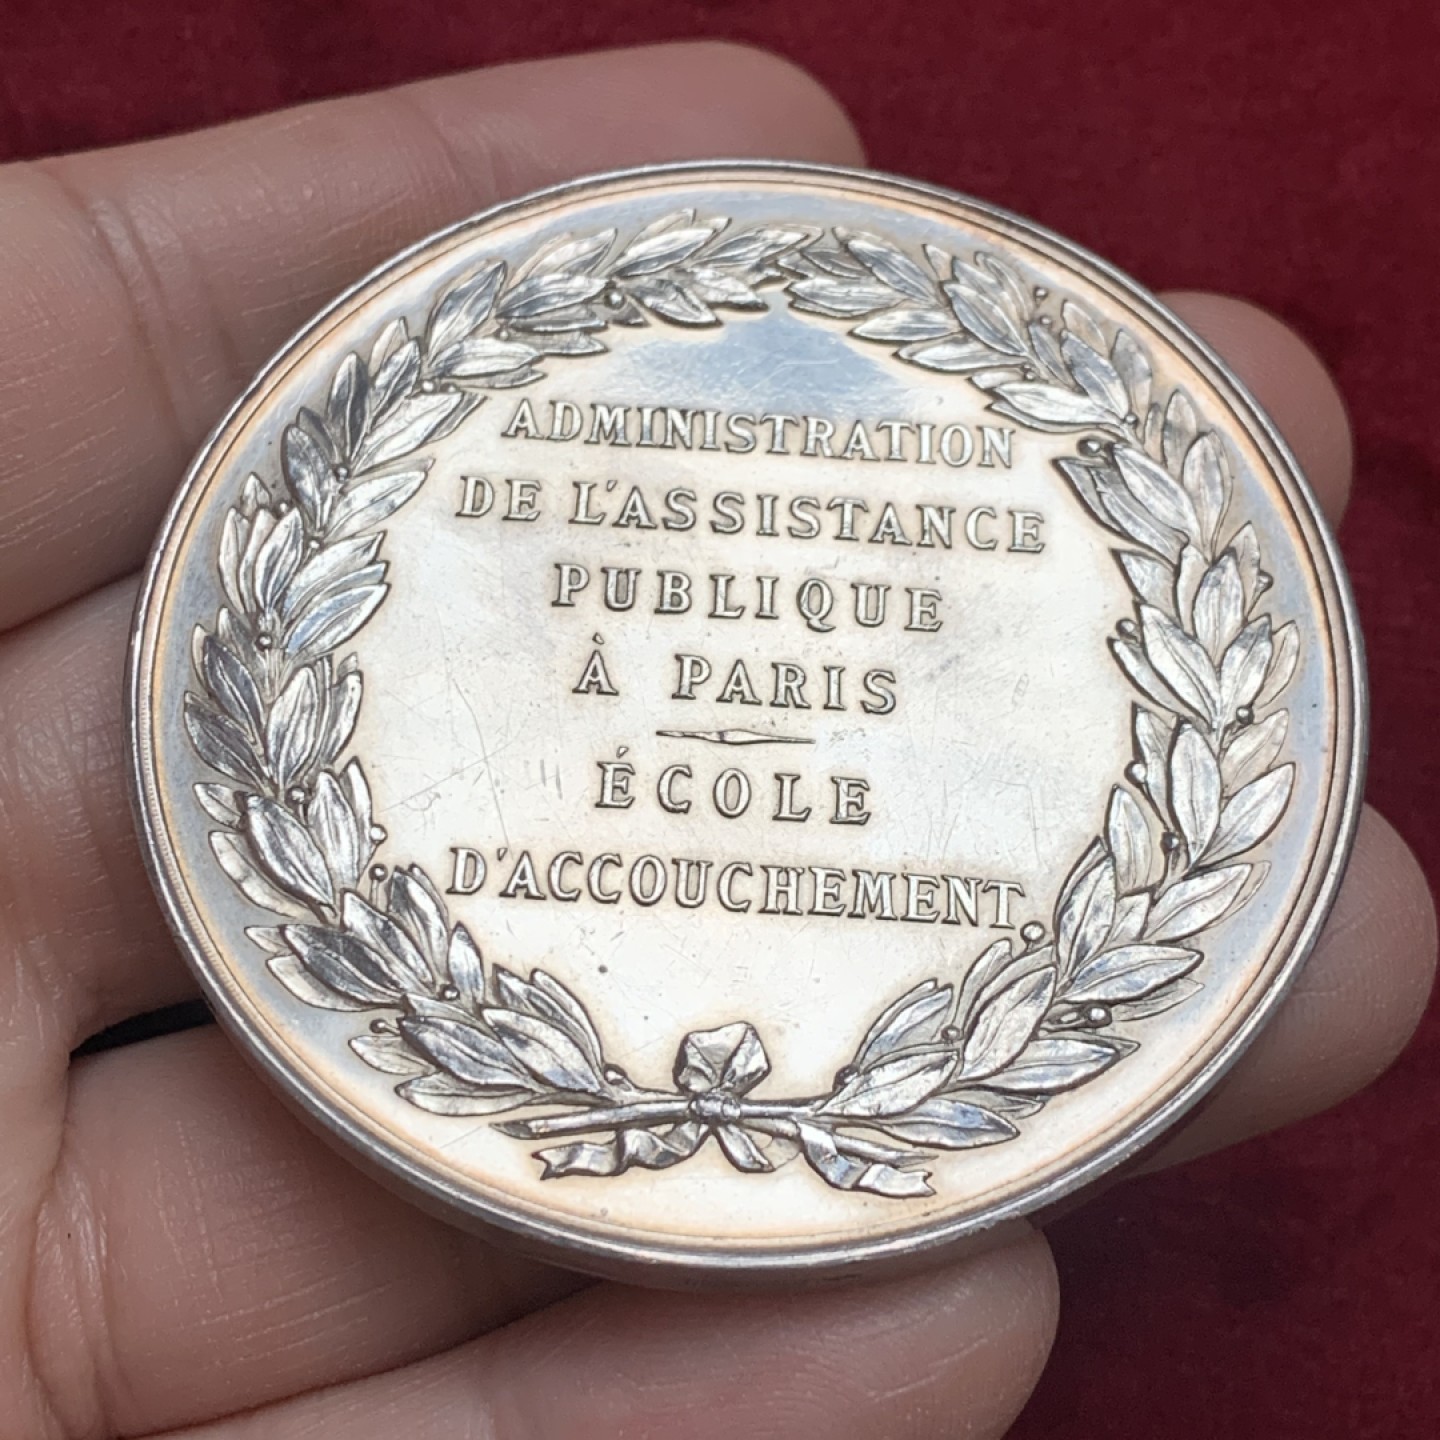 ADMINISTRATION
DE L'ASSISTANCE
PUBLIQUE
À PARIS
ÉCOLE
D'ACCOUCHEMENT.